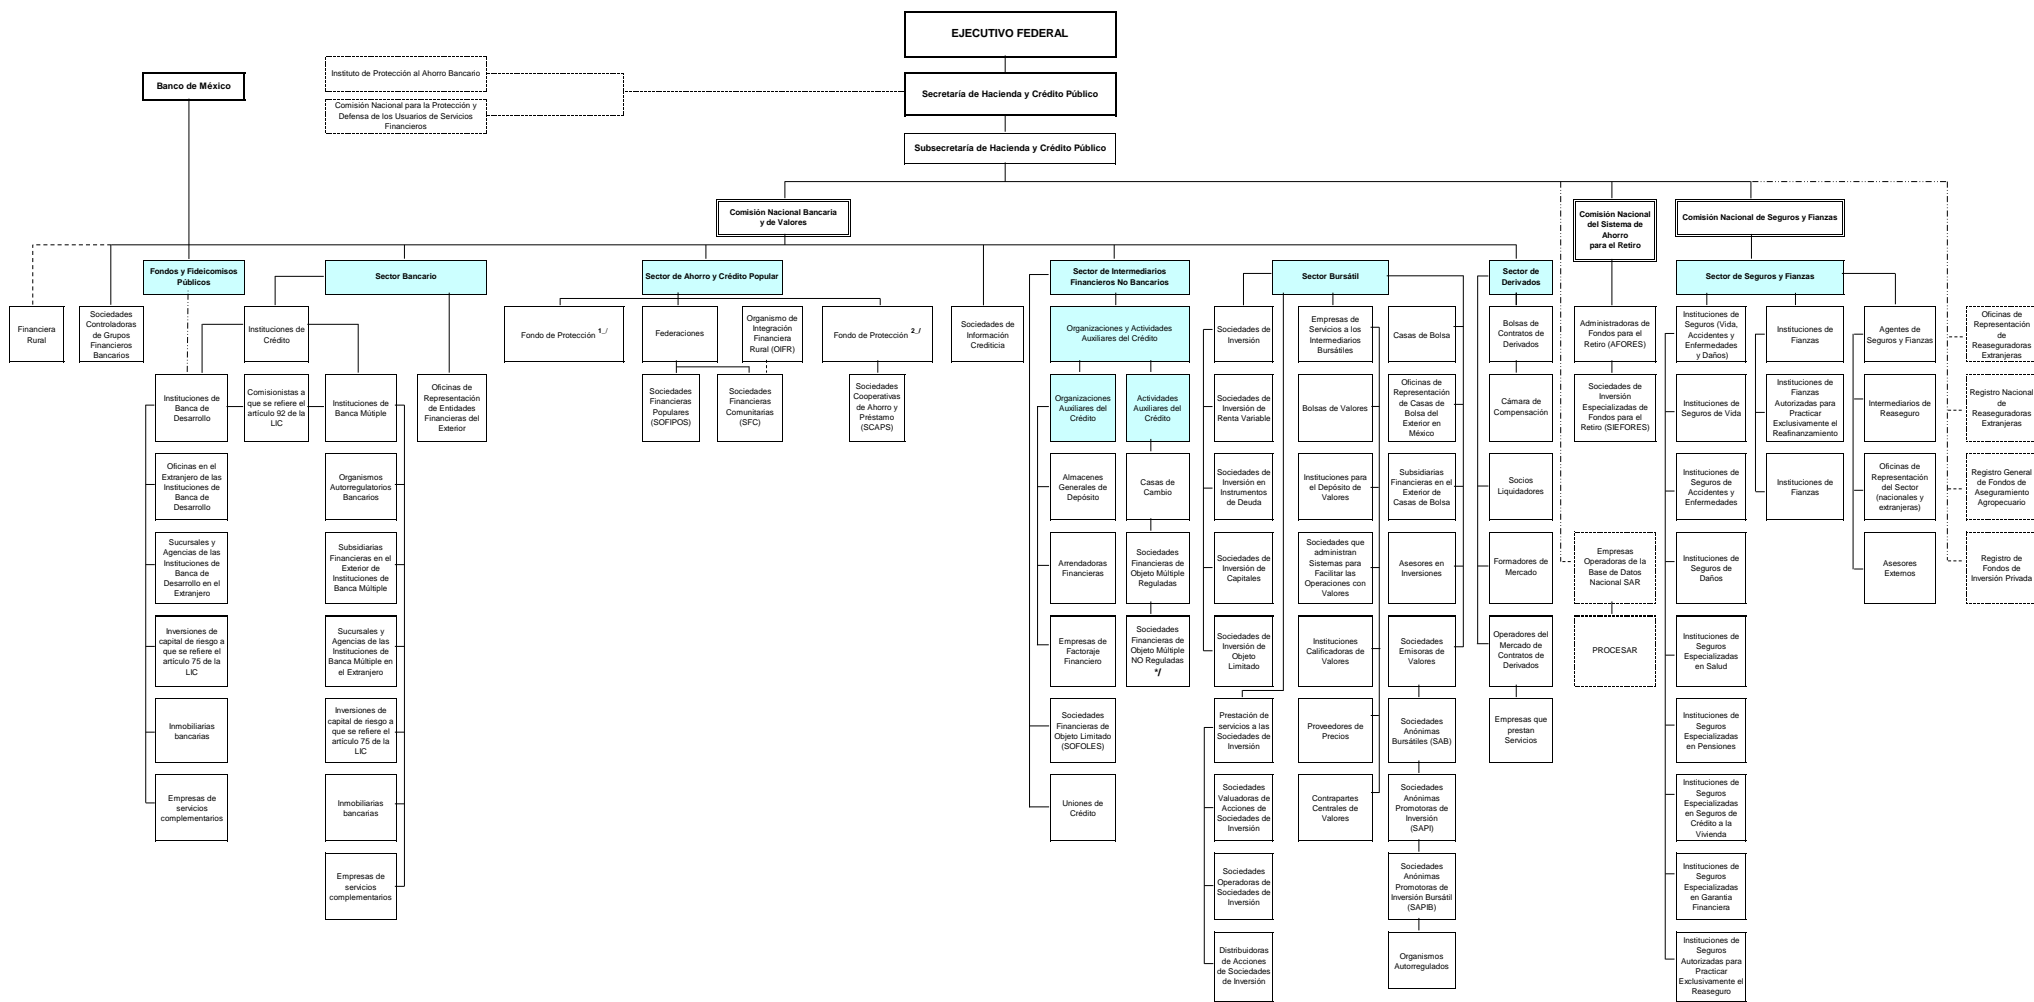 EJECUTIVO FEDERAL
Instituto de Protección al Ahorro Bancario
Banco de México
Secretaría de Hacienda y Crédito Público
Comisión Nacional para la Protección y
Defensa de los Usuarios de Servicios
Financieros
Subsecretaría de Hacienda y Crédito Público
Comisión Nacional Bancaria
y de Valores
Comisión Nacional
del Sistema de
Ahorro
para el Retiro
Comisión Nacional de Seguros y Fianzas
Fondos y Fideicomisos
Públicos
Sector Bancario
Sector de Ahorro y Crédito Popular
Sector de Intermediarios
Financieros No Bancarios
Sector Bursátil
Sector de
Derivados
Sector de Seguros y Fianzas
Financiera
Rural
Sociedades
Controladoras
de Grupos
Financieros
Bancarios
Instituciones de
Crédito
Fondo de Protección 1_/
Federaciones
Organismo de
Integración
Financiera
Rural (OIFR)
Fondo de Protección 2_/
Sociedades
de
Información
Crediticia
Organizaciones y Actividades
Auxiliares del Crédito
Sociedades de
Inversión
Empresas de
Servicios a los
Intermediarios
Bursátiles
Casas de Bolsa
Bolsas de
Contratos de
Derivados
Administradoras de
Fondos para el
Retiro (AFORES)
Instituciones de
Seguros (Vida,
Accidentes y
Enfermedades
y Daños)
Instituciones de
Fianzas
Agentes de
Seguros y Fianzas
Oficinas de
Representación
de
Reaseguradoras
Extranjeras
Instituciones de
Banca de
Desarrollo
Comisionistas a
que se refiere el
artículo 92 de la
LIC
Instituciones de
Banca Mútiple
Oficinas de
Representación
de Entidades
Financieras del
Exterior
Sociedades
Financieras
Populares
(SOFIPOS)
Sociedades
Financieras
Comunitarias
(SFC)
Sociedades
Cooperativas
de Ahorro y
Préstamo
(SCAPS)
Organizaciones
Auxiliares del
Crédito
Actividades
Auxiliares del
Crédito
Sociedades de
Inversión de
Renta Variable
Bolsas de Valores
Oficinas de
Representación
de Casas de
Bolsa del
Exterior en
México
Cámara de
Compensación
Sociedades de
Inversión
Especializadas de
Fondos para el
Retiro (SIEFORES)
Instituciones de
Seguros de Vida
Instituciones de
Fianzas
Autorizadas para
Practicar
Exclusivamente el
Reafinanzamiento
Intermediarios de
Reaseguro
Registro Nacional
de
Reaseguradoras
Extranjeras
Oficinas en el
Extranjero de las
Instituciones de
Banca de
Desarrollo
Organismos
Autorregulatorios
Bancarios
Almacenes
Generales de
Depósito
Casas de
Cambio
Sociedades de
Inversión en
Instrumentos
de Deuda
Instituciones para
el Depósito de
Valores
Subsidiarias
Financieras en el
Exterior de
Casas de Bolsa
Socios
Liquidadores
Instituciones de
Seguros de
Accidentes y
Enfermedades
Instituciones de
Fianzas
Oficinas de
Representación
del Sector
(nacionales y
extranjeras)
Registro General
de Fondos de
Aseguramiento
Agropecuario
Sucursales y
Agencias de las
Instituciones de
Banca de
Desarrollo en el
Extranjero
Subsidiarias
Financieras en el
Exterior de
Instituciones de
Banca Múltiple
Arrendadoras
Financieras
Sociedades
Financieras de
Objeto Múltiple
Reguladas
Sociedades de
Inversión de
Capitales
Sociedades que
administran
Sistemas para
Facilitar las
Operaciones con
Valores
Asesores en
Inversiones
Formadores de
Mercado
Empresas
Operadoras de la
Base de Datos
Nacional SAR
Instituciones de
Seguros de
Daños
Asesores
Externos
Registro de
Fondos de
Inversión Privada
Inversiones de
capital de riesgo a
que se refiere el
artículo 75 de la
LIC
Sucursales y
Agencias de las
Instituciones de
Banca Múltiple en
el Extranjero
Empresas de
Factoraje
Financiero
Sociedades
Financieras de
Objeto Múltiple
NO Reguladas
*/
Sociedades de
Inversión de
Objeto
Limitado
Instituciones
Calificadoras de
Valores
Sociedades
Emisoras de
Valores
Operadores del
Mercado de
Contratos de
Derivados
PROCESAR
Instituciones de
Seguros
Especializadas
en Salud
Inmobiliarias
bancarias
Inversiones de
capital de riesgo a
que se refiere el
artículo 75 de la
LIC
Sociedades
Financieras de
Objeto Limitado
(SOFOLES)
Prestación de
servicios a las
Sociedades de
Inversión
Proveedores de
Precios
Sociedades
Anónimas
Bursátiles (SAB)
Empresas que
prestan
Servicios
Instituciones de
Seguros
Especializadas
en Pensiones
Empresas de
servicios
complementarios
Inmobiliarias
bancarias
Uniones de
Crédito
Sociedades
Valuadoras de
Acciones de
Sociedades de
Inversión
Contrapartes
Centrales de
Valores
Sociedades
Anónimas
Promotoras de
Inversión
(SAPI)
Instituciones de
Seguros
Especializadas
en Seguros de
Crédito a la
Vivienda
Empresas de
servicios
complementarios
Sociedades
Operadoras de
Sociedades de
Inversión
Sociedades
Anónimas
Promotoras de
Inversión Bursátil
(SAPIB)
Instituciones de
Seguros
Especializadas
en Garantia
Financiera
Distribuidoras
de Acciones
de Sociedades
de Inversión
Organismos
Autorregulados
Instituciones de
Seguros
Autorizadas para
Practicar
Exclusivamente el
Reaseguro